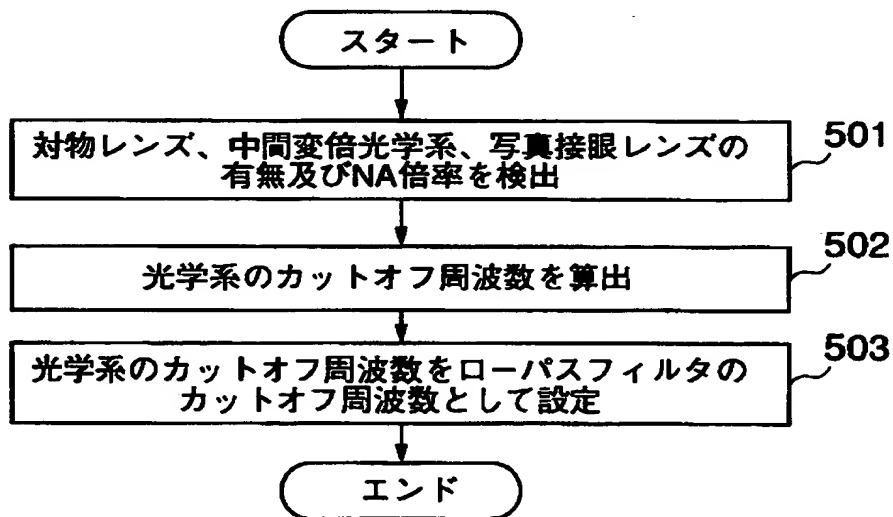 スタート
対物レンズ、中間変倍光学系、写真接眼レンズの
有無及びNA倍率を検出
501
光学系のカットオフ周波数を算出
502
光学系のカットオフ周波数をローパスフィルタの
カットオフ周波数として設定
503
エンド